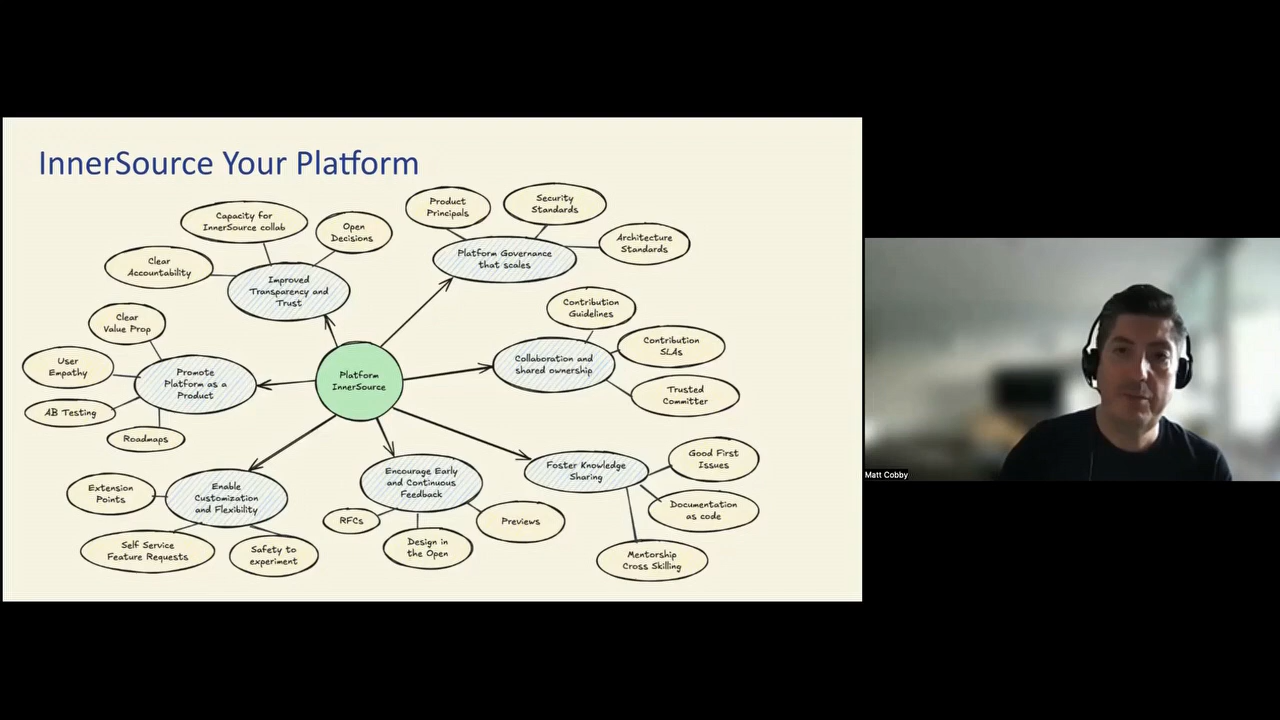 InnerSource Your Platform
Capacity for
InnerSource collab
Open
Decisions
Clear
Accountability
Improved
Transparency and
Trust
Product
Principals
Security
Standards
Architecture
Standards
Platform Governance
that scales
Contribution
Guidelines
Contribution
SLAs
Trusted
Committer
Collaboration and
shared ownership
Clear
Value Prop
User
Empathy
AB Testing
Roadmaps
Promote
Platform as a
Product
Platform
InnerSource
Extension
Points
Self Service
Feature Requests
Safety to
experiment
Enable
Customization
and Flexibility
Encourage Early
and Continuous
Feedback
RFCs
Design in
the Open
Previews
Foster Knowledge
Sharing
Good First
Issues
Documentation
as code
Mentorship
Cross Skilling
Matt Cobby